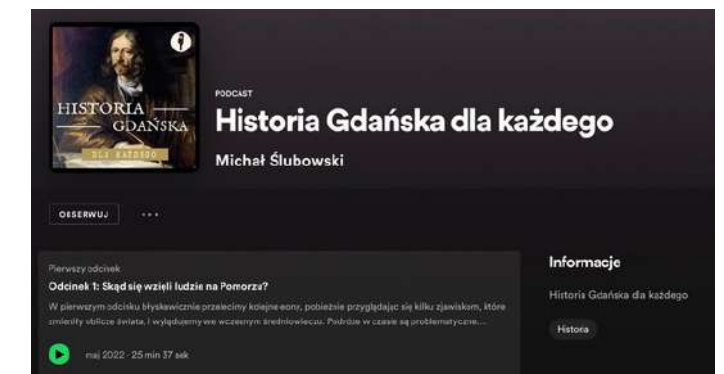 HISTORIA
GDAŃSKA
DLA KAŻDEGO
PODCAST
Historia Gdańska dla każdego
Michał Ślubowski
OBSERWUJ
Pierwszy odcinek
Odcinek 1: Skąd się wzięli ludzie na Pomorzu?
W pierwszym odcinku błyskawicznie przelecimy kolejne eony, pobieżnie przyglądając się kilku zjawiskom, które
zmieniły oblicze świata, i wylądujemy we wczesnym średniowieczu. Podróże w czasie są problematyczne...
maj 2022 · 25 min 37 sek
Informacje
Historia Gdańska dla każdego
Historia